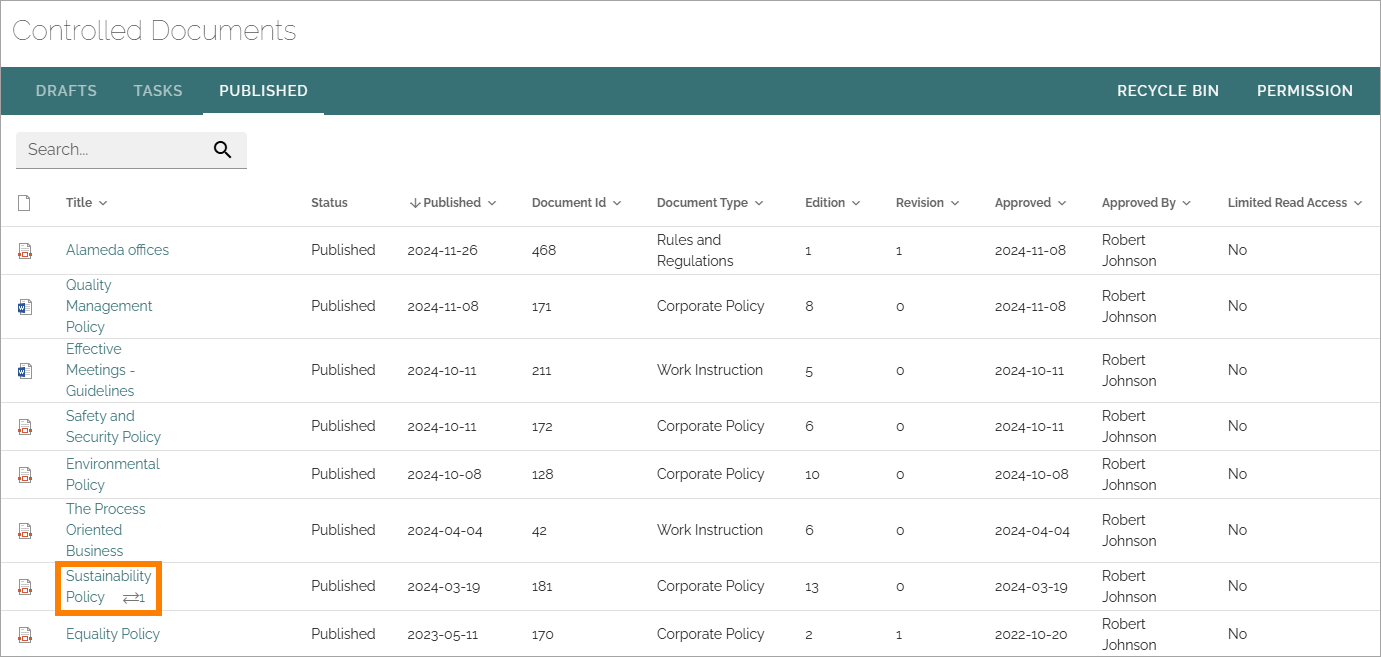 Controlled Documents
DRAFTS TASKS PUBLISHED RECYCLE BIN PERMISSION
Search...
Title Status Published Document Id Document Type Edition Revision Approved Approved By Limited Read Access
Alameda offices Published 2024-11-26 468 Rules and Regulations 1 1 2024-11-08 Robert Johnson No
Quality Management Policy Published 2024-11-08 171 Corporate Policy 8 0 2024-11-08 Robert Johnson No
Effective Meetings - Guidelines Published 2024-10-11 211 Work Instruction 5 0 2024-10-11 Robert Johnson No
Safety and Security Policy Published 2024-10-11 172 Corporate Policy 6 0 2024-10-11 Robert Johnson No
Environmental Policy Published 2024-10-08 128 Corporate Policy 10 0 2024-10-08 Robert Johnson No
The Process Oriented Business Published 2024-04-04 42 Work Instruction 6 0 2024-04-04 Robert Johnson No
Sustainability Policy 1 Published 2024-03-19 181 Corporate Policy 13 0 2024-03-19 Robert Johnson No
Equality Policy Published 2023-05-11 170 Corporate Policy 2 1 2022-10-20 Robert Johnson No